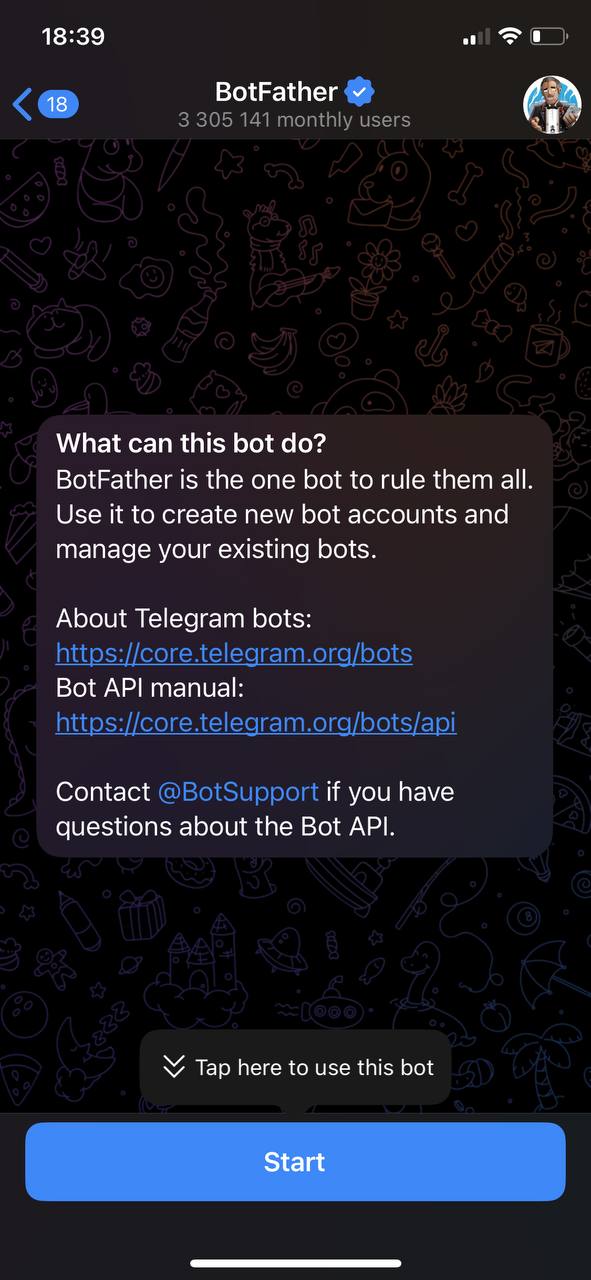 18:39
18
BotFather
3 305 141 monthly users
What can this bot do?
BotFather is the one bot to rule them all.
Use it to create new bot accounts and
manage your existing bots.
About Telegram bots:
https://core.telegram.org/bots
Bot API manual:
https://core.telegram.org/bots/api
Contact @BotSupport if you have
questions about the Bot API.
Tap here to use this bot
Start